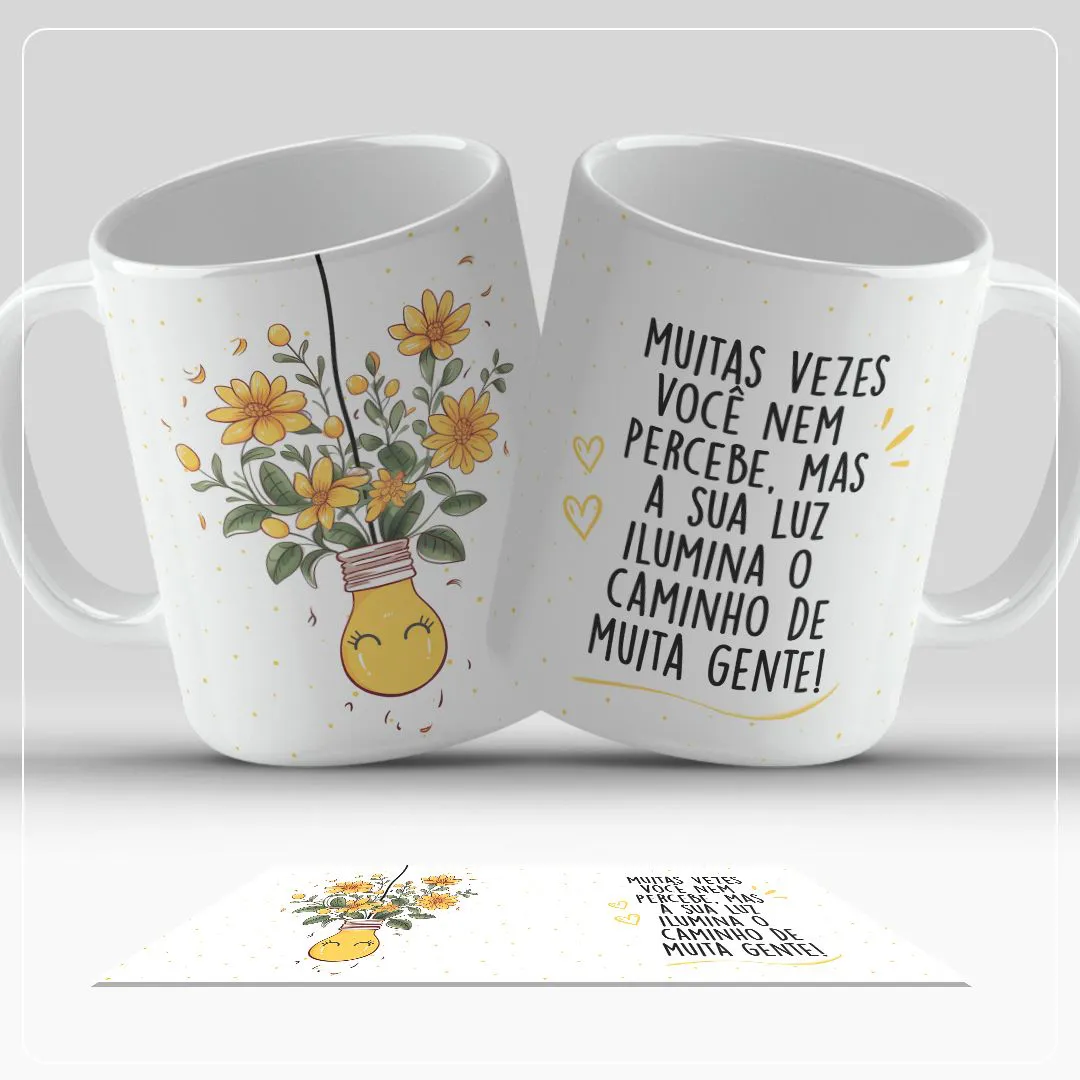 MUITAS VEZES
VOCÊ NEM
PERCEBE, MAS
A SUA LUZ
ILUMINA O
CAMINHO DE
MUITA GENTE!
MUITAS VEZES
VOCÊ NEM
PERCEBE, MAS
A SUA LUZ
ILUMINA O
CAMINHO DE
MUITA GENTE!